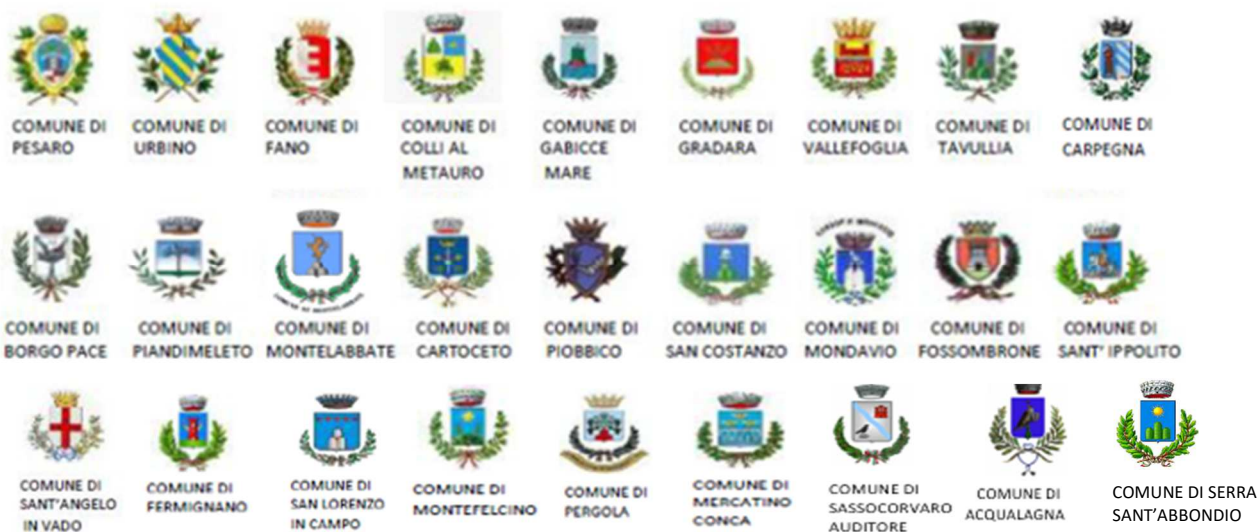 COMUNE DI PESARO
COMUNE DI URBINO
COMUNE DI FANO
COMUNE DI COLLI AL METAURO
COMUNE DI GABICCE MARE
COMUNE DI GRADARA
COMUNE DI VALLEFOGLIA
COMUNE DI TAVULLIA
COMUNE DI CARPEGNA
COMUNE DI BORGO PACE
COMUNE DI PIANDIMELETO
COMUNE DI MONTELABBATE
COMUNE DI MONTELABBATE
COMUNE DI CARTOCETO
COMUNE DI PIOBBICO
COMUNE DI SAN COSTANZO
COMUNE DI MONDAVIO
COMUNE DI FOSSOMBRONE
COMUNE DI SANT' IPPOLITO
COMUNE DI SANT'ANGELO IN VADO
COMUNE DI FERMIGNANO
COMUNE DI SAN LORENZO IN CAMPO
COMUNE DI MONTEFELCINO
COMUNE DI PERGOLA
COMUNE DI MERCATINO CONCA
COMUNE DI SASSOCORVARO AUDITORE
COMUNE DI ACQUALAGNA
COMUNE DI SERRA SANT'ABBONDIO